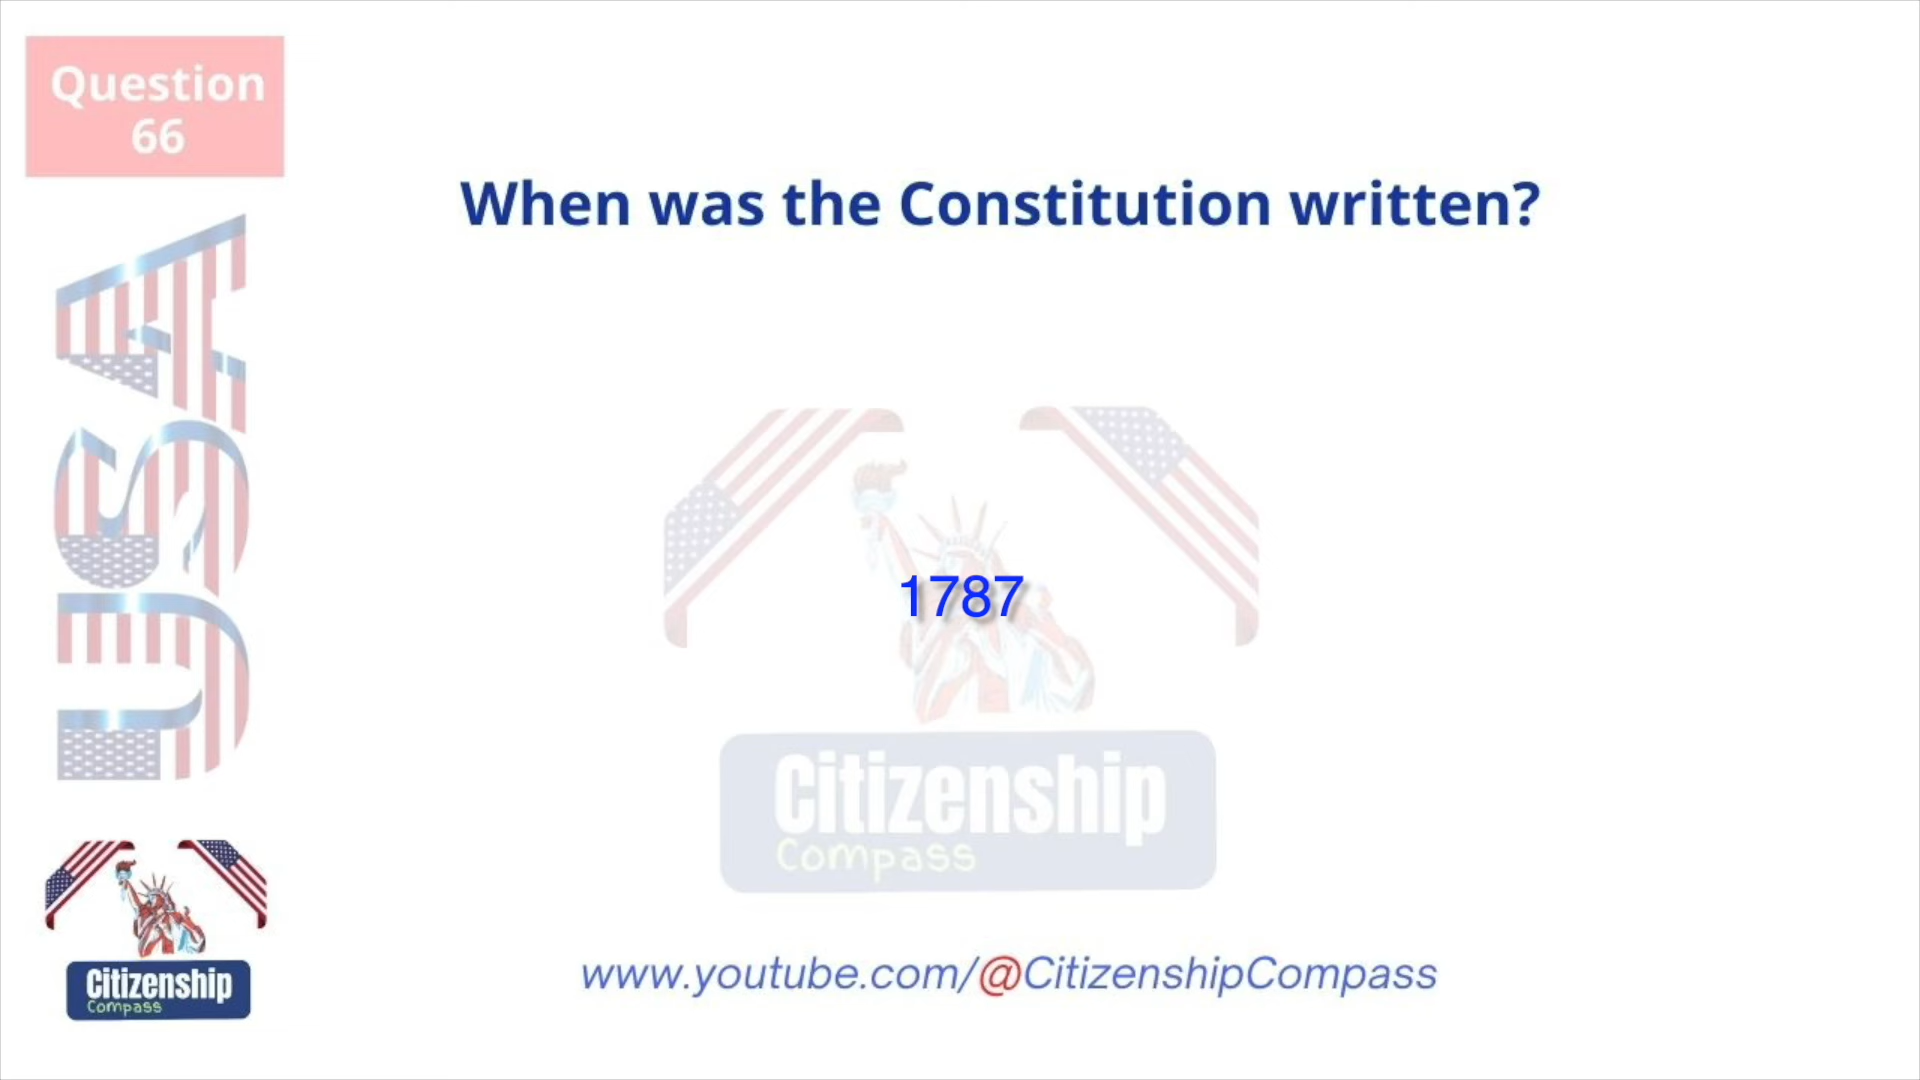 Question
66
When was the Constitution written?
USA
1787
Citizenship
Compass
Citizenship
Compass
www.youtube.com/@CitizenshipCompass